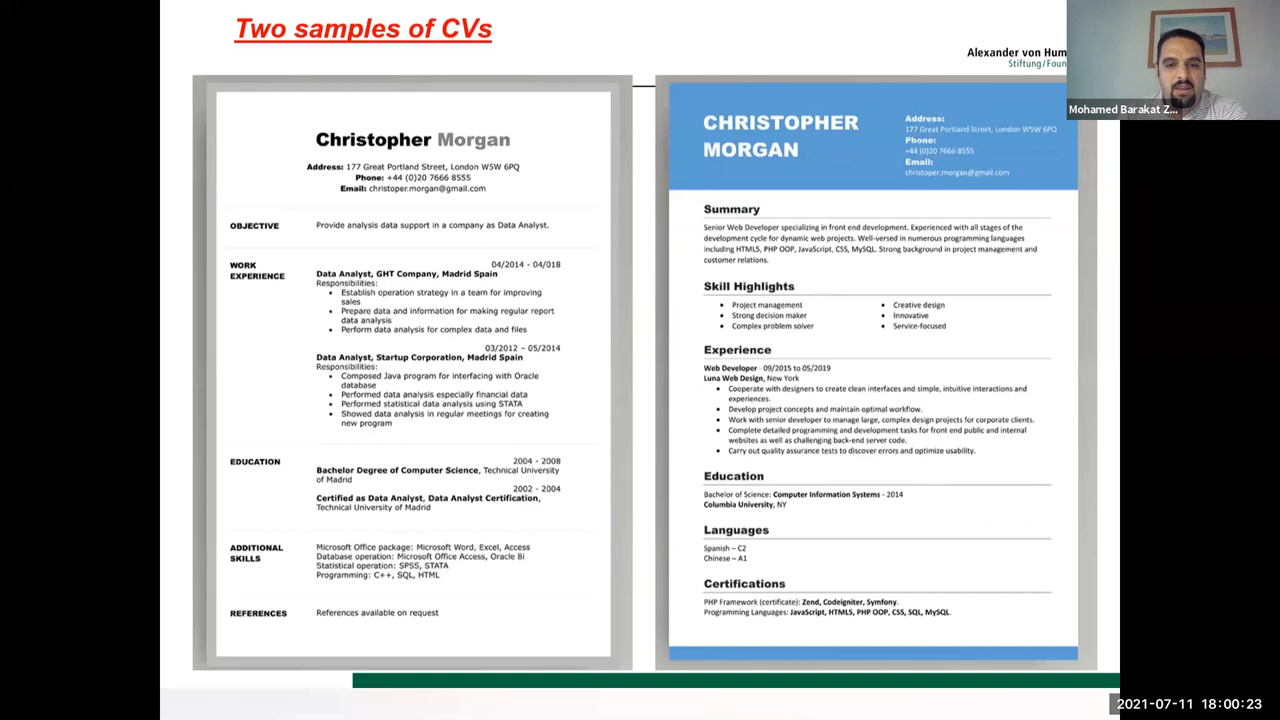 Two samples of CVs
Alexander von Hum
Stiftung/Foun
Mohamed Barakat Z...
Christopher Morgan
Address: 177 Great Portland Street, London W5W 6PQ
Phone: +44 (0)20 7666 8555
Email: christoper.morgan@gmail.com
OBJECTIVE
Provide analysis data support in a company as Data Analyst.
WORK
EXPERIENCE
04/2014 - 04/018
Data Analyst, GHT Company, Madrid Spain
Responsibilities:
• Establish operation strategy in a team for improving
sales
• Prepare data and information for making regular report
data analysis
• Perform data analysis for complex data and files
03/2012 – 05/2014
Data Analyst, Startup Corporation, Madrid Spain
Responsibilities:
• Composed Java program for interfacing with Oracle
database
• Performed data analysis especially financial data
• Performed statistical data analysis using STATA
• Showed data analysis in regular meetings for creating
new program
EDUCATION
2004 - 2008
Bachelor Degree of Computer Science, Technical University
of Madrid
2002 - 2004
Certified as Data Analyst, Data Analyst Certification,
Technical University of Madrid
ADDITIONAL
SKILLS
Microsoft Office package: Microsoft Word, Excel, Access
Database operation: Microsoft Office Access, Oracle 8i
Statistical operation: SPSS, STATA
Programming: C++, SQL, HTML
REFERENCES
References available on request
CHRISTOPHER
MORGAN
Address:
177 Great Portland Street, London W5W 6PQ
Phone:
+44 (0)20 7666 8555
Email:
christoper.morgan@gmail.com
Summary
Senior Web Developer specializing in front end development. Experienced with all stages of the
development cycle for dynamic web projects. Well-versed in numerous programming languages
including HTML5, PHP OOP, JavaScript, CSS, MySQL. Strong background in project management and
customer relations.
Skill Highlights
• Project management
• Strong decision maker
• Complex problem solver
• Creative design
• Innovative
• Service-focused
Experience
Web Developer - 09/2015 to 05/2019
Luna Web Design, New York
• Cooperate with designers to create clean interfaces and simple, intuitive interactions and
experiences.
• Develop project concepts and maintain optimal workflow.
• Work with senior developer to manage large, complex design projects for corporate clients.
• Complete detailed programming and development tasks for front end public and internal
websites as well as challenging back-end server code.
• Carry out quality assurance tests to discover errors and optimize usability.
Education
Bachelor of Science: Computer Information Systems - 2014
Columbia University, NY
Languages
Spanish – C2
Chinese – A1
Certifications
PHP Framework (certificate): Zend, Codeigniter, Symfony.
Programming Languages: JavaScript, HTML5, PHP OOP, CSS, SQL, MySQL.
2021-07-11 18:00:23